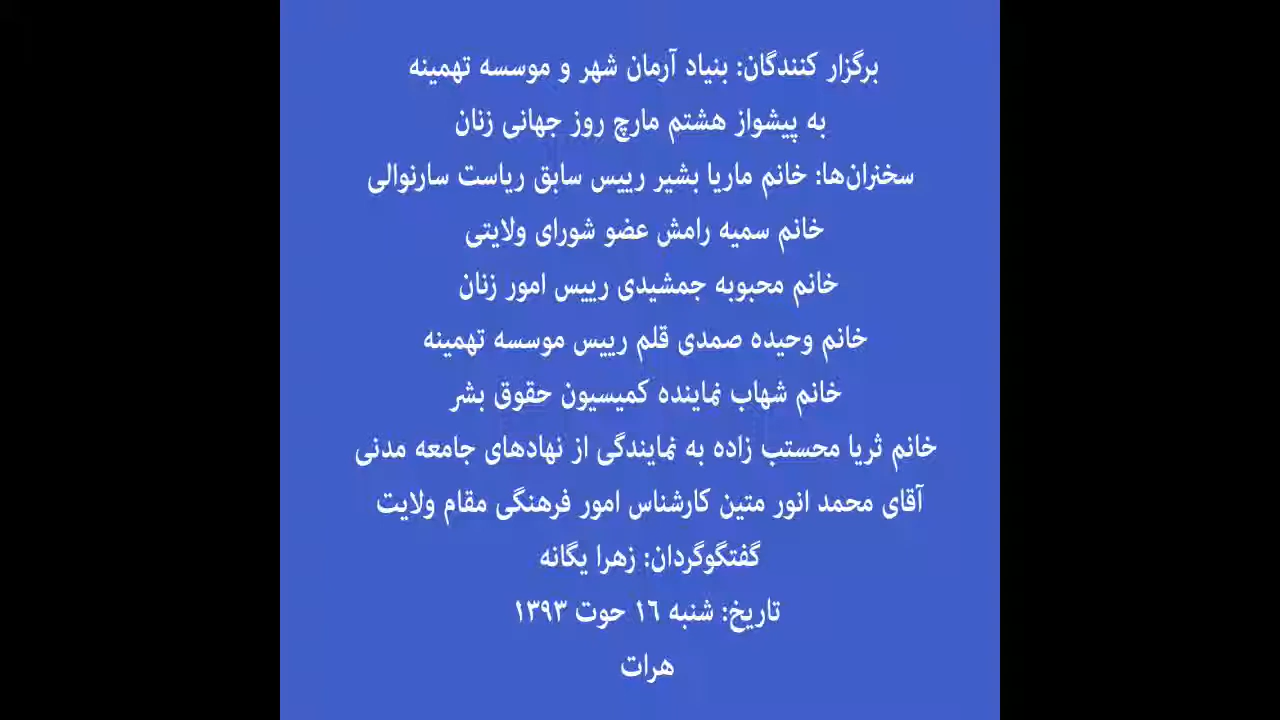 برگزار کنندگان: بنیاد آرمان شهر و موسسه تهمینه
به پیشواز هشتم مارچ روز جهانی زنان
سخنران‌ها: خانم ماریا بشیر رییس سابق ریاست سارنوالی
خانم سمیه رامش عضو شورای ولایتی
خانم محبوبه جمشیدی رییس امور زنان
خانم وحیده صمدی قلم رییس موسسه تهمینه
خانم شهاب نماینده کمیسیون حقوق بشر
خانم ثریا محستب زاده به نمایندگی از نهادهای جامعه مدنی
آقای محمد انور متین کارشناس امور فرهنگی مقام ولایت
گفتگوگردان: زهرا یگانه
تاریخ: شنبه ۱۶ حوت ۱۳۹۳
هرات